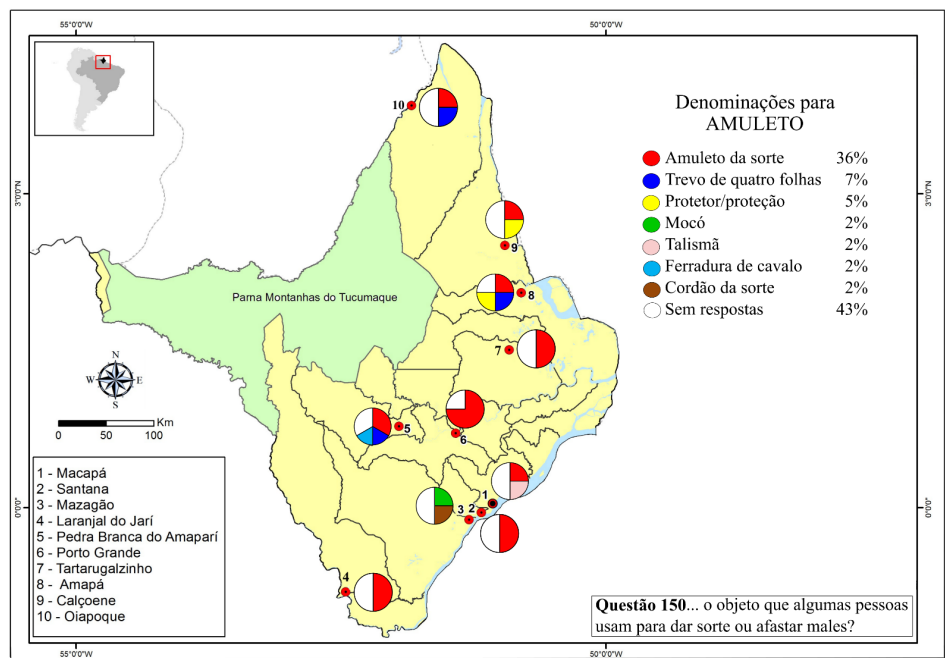 55°0'0"W
50°0'0"W
Denominações para
AMULETO
Amuleto da sorte 36%
Trevo de quatro folhas 7%
Protetor/proteção 5%
Mocó 2%
Talismã 2%
Ferradura de cavalo 2%
Cordão da sorte 2%
Sem respostas 43%
3°0'0"N
3°0'0"N
10
9
8
7
Parna Montanhas do Tucumaque
N
W
E
S
Km
0
50
100
5
6
1
2
3
4
0°0'0"
0°0'0"
1 - Macapá
2 - Santana
3 - Mazagão
4 - Laranjal do Jarí
5 - Pedra Branca do Amaparí
6 - Porto Grande
7 - Tartarugalzinho
8 - Amapá
9 - Calçoene
10 - Oiapoque
Questão 150... o objeto que algumas pessoas
usam para dar sorte ou afastar males?
55°0'0"W
50°0'0"W